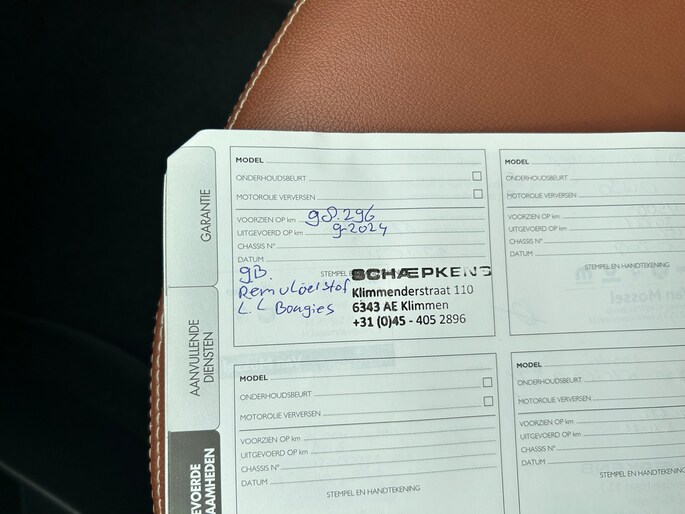 GARANTIE
AANVULLENDE
DIENSTEN
EVOERDE
AAMHEDEN
MODEL
ONDERHOUDSBEURT
MOTOROLIE VERVERSEN
VOORZIEN OP km 98.296
UITGEVOERD OP km 9-2024
CHASSIS N°
DATUM
STEMPEL E
gB.
Remvloeistof
L.L Bougies
SCHÆPKENS
Klimmenderstraat 110
6343 AE Klimmen
+31 (0)45 - 405 2896
MODEL
ONDERHOUDSBEURT
MOTOROLIE VERVERSEN
VOORZIEN OP km
UITGEVOERD OP km
CHASSIS N°
DATUM
STEMPEL EN HANDTEKENING
MODEL
ONDERHOUDSBEURT
MOTOROLIE VERVERSEN
VOORZIEN OP km
UITGEVOERD OP km
CHASSIS N°
DATUM
STEMPEL EN HANDTEKENING
MODEL
ONDERHOUDSBEURT
MOTOROLIE VERVERSEN
VOORZIEN OP km
UITGEVOERD OP km
CHASSIS N°
DATUM
STEMPEL EN HANDTEKENING